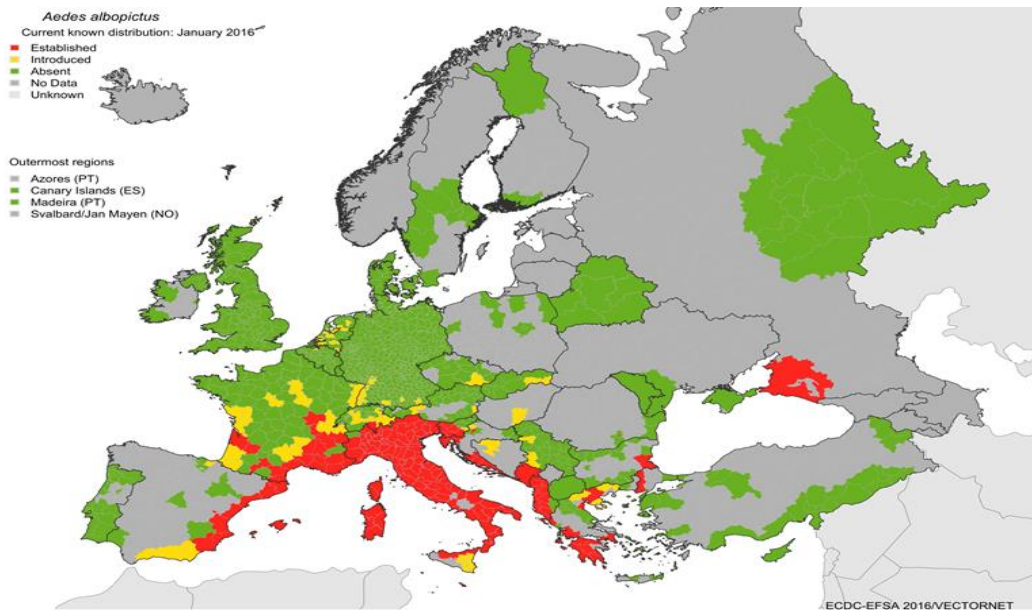 Aedes albopictus
Current known distribution: January 2016
Established
Introduced
Absent
No Data
Unknown
Outermost regions
Azores (PT)
Canary Islands (ES)
Madeira (PT)
Svalbard/Jan Mayen (NO)
ECDC-EFSA 2016/VECTORNET